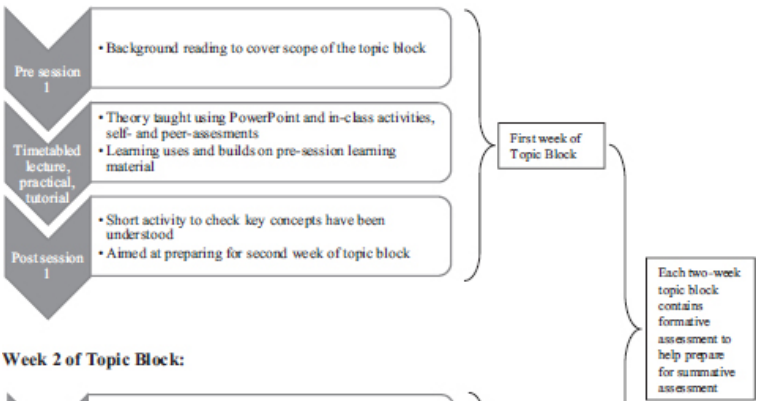 Pre session
1
• Background reading to cover scope of the topic block
Timetabled
lecture,
practical,
tutorial
• Theory taught using PowerPoint and in-class activities,
self- and peer-assesments
• Learning uses and builds on pre-session learning
material
Post session
1
• Short activity to check key concepts have been
understood
• Aimed at preparing for second week of topic block
First week of
Topic Block
Each two-week
topic block
contains
formative
assessment to
help prepare
for summative
assessment
Week 2 of Topic Block: